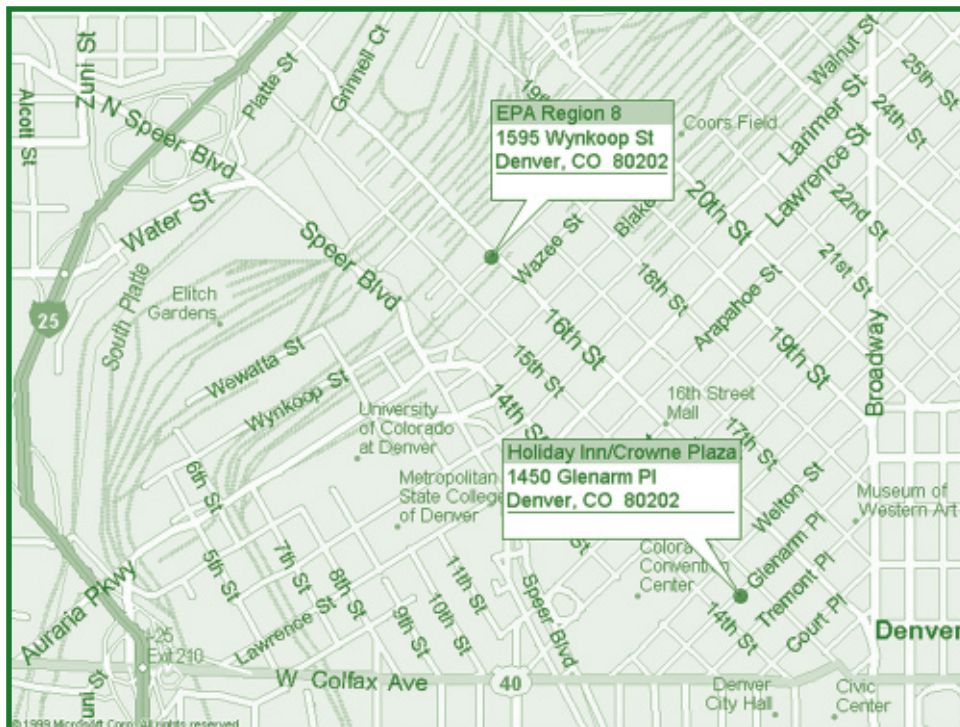 Zuni St
Alcott St
N Speer Blvd
Platte St
Grinnell Ct
Water St
Speer Blvd
19th
EPA Region 8
1595 Wynkoop St
Denver, CO 80202
Coors Field
Walnut St
25th St
24th St
Larimer St
Lawrence St
20th St
22nd St
21st St
Blake
Wazee St
18th St
Arapahoe St
19th St
Broadway
25
South Platte
Elitch
Gardens
Wewatta St
Wynkoop St
16th St
15th St
14th St
16th Street
Mall
17th St
University
of Colorado
at Denver
Holiday Inn/Crowne Plaza
1450 Glenarm Pl
Denver, CO 80202
Metropolitan
State College
of Denver
Museum of
Western Art
Welton St
Glenarm Pl
Tremont Pl
Court Pl
Convention
Center
14th St
6th St
5th St
7th St
8th St
9th St
10th St
11th St
Speer Blvd
Auraria Pkwy
Lawrence St
I-25
Exit 210
W Colfax Ave
40
Denver
Denver
City Hall
Civic
Center
© 1999 Microsoft Corp. All rights reserved.